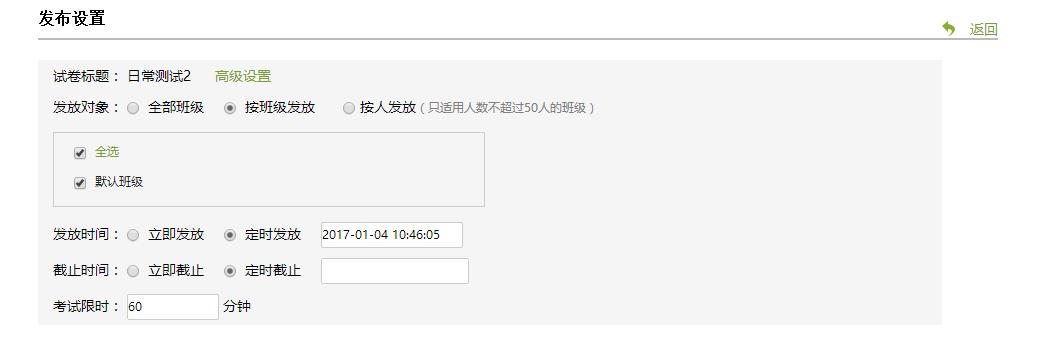 发布设置
返回
试卷标题： 日常测试2 高级设置
发放对象： 全部班级 按班级发放 按人发放（只适用人数不超过50人的班级）
全选
默认班级
发放时间： 立即发放 定时发放 2017-01-04 10:46:05
截止时间： 立即截止 定时截止
考试限时： 60 分钟